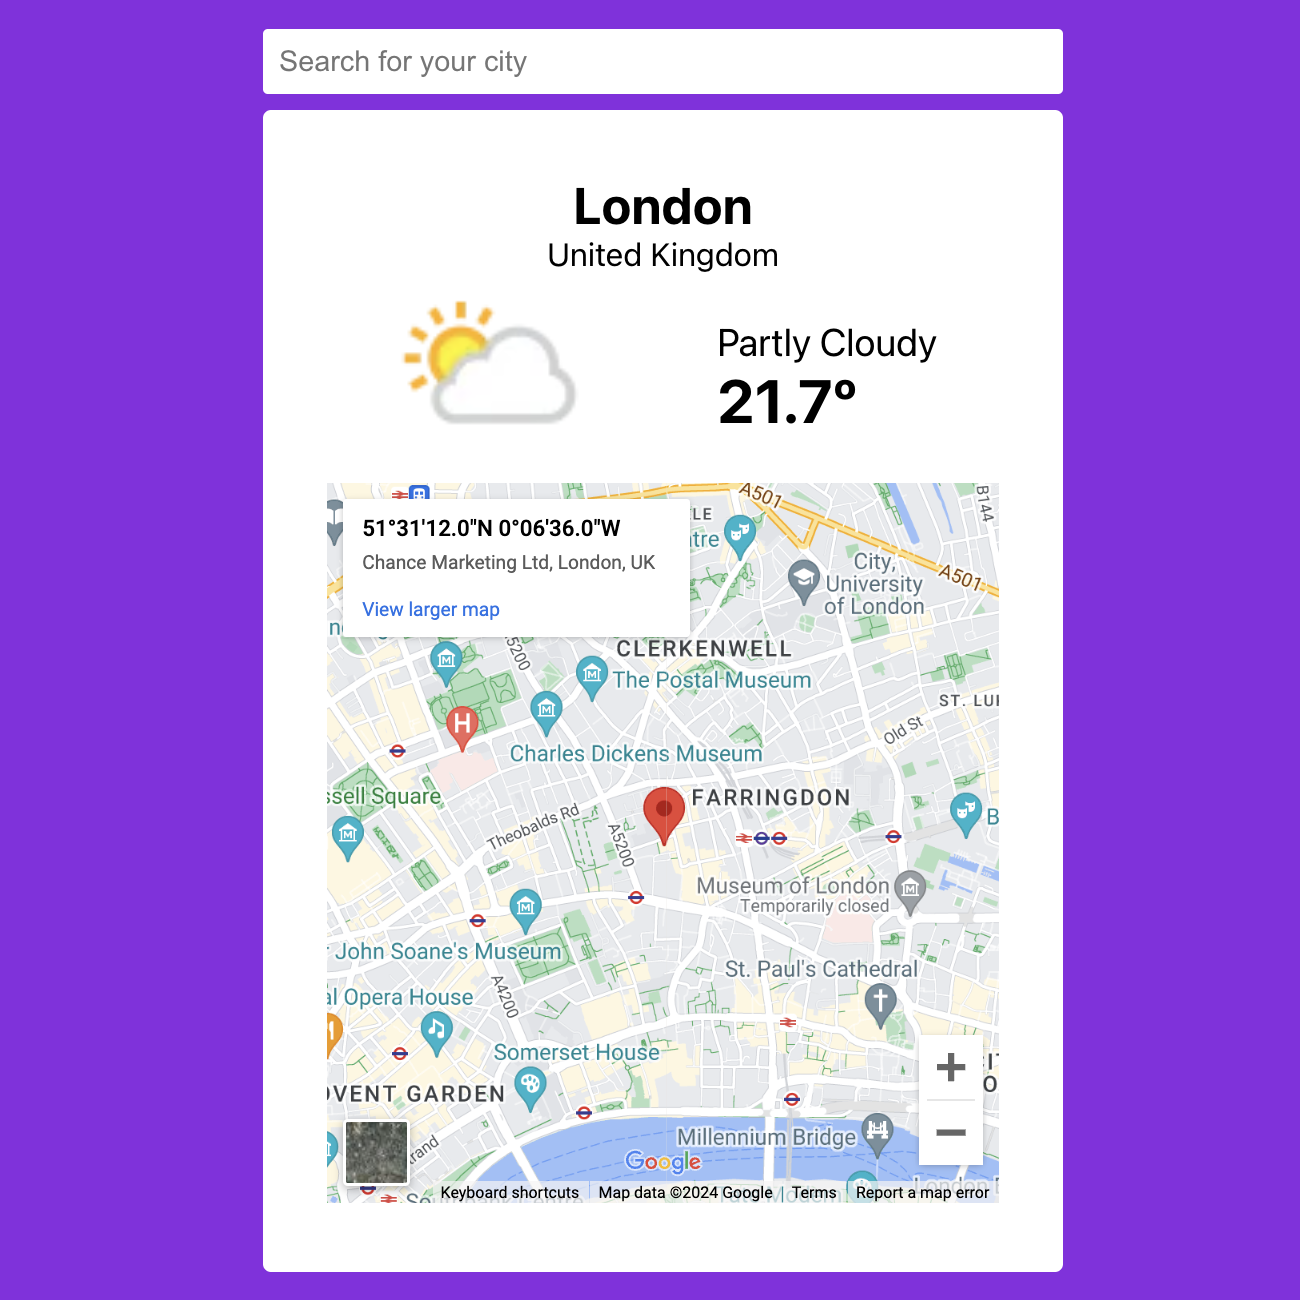 Search for your city
London
United Kingdom
Partly Cloudy
21.7°
A501
B144
51°31'12.0"N 0°06'36.0"W
Chance Marketing Ltd, London, UK
View larger map
City,
University
of London
A501
5200
CLERKENWELL
The Postal Museum
ST. LU
Old St
H
Charles Dickens Museum
ssell Square
FARRINGDON
Theobalds Rd
A5200
B
Museum of London
Temporarily closed
John Soane's Museum
St. Paul's Cathedral
A4200
al Opera House
Somerset House
OVENT GARDEN
Millennium Bridge
trand
Google
Keyboard shortcuts
Map data ©2024 Google
Terms
Report a map error